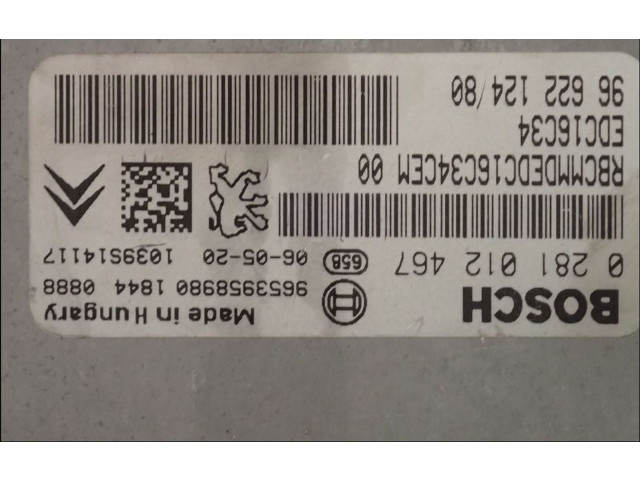 BOSCH
Made in Hungary
9653958980 1844 0888
0 281 012 467
658
06-05-20
1039S14117
RBCMMDEDC16C34CEM 00
EDC16C34
96 622 124/80